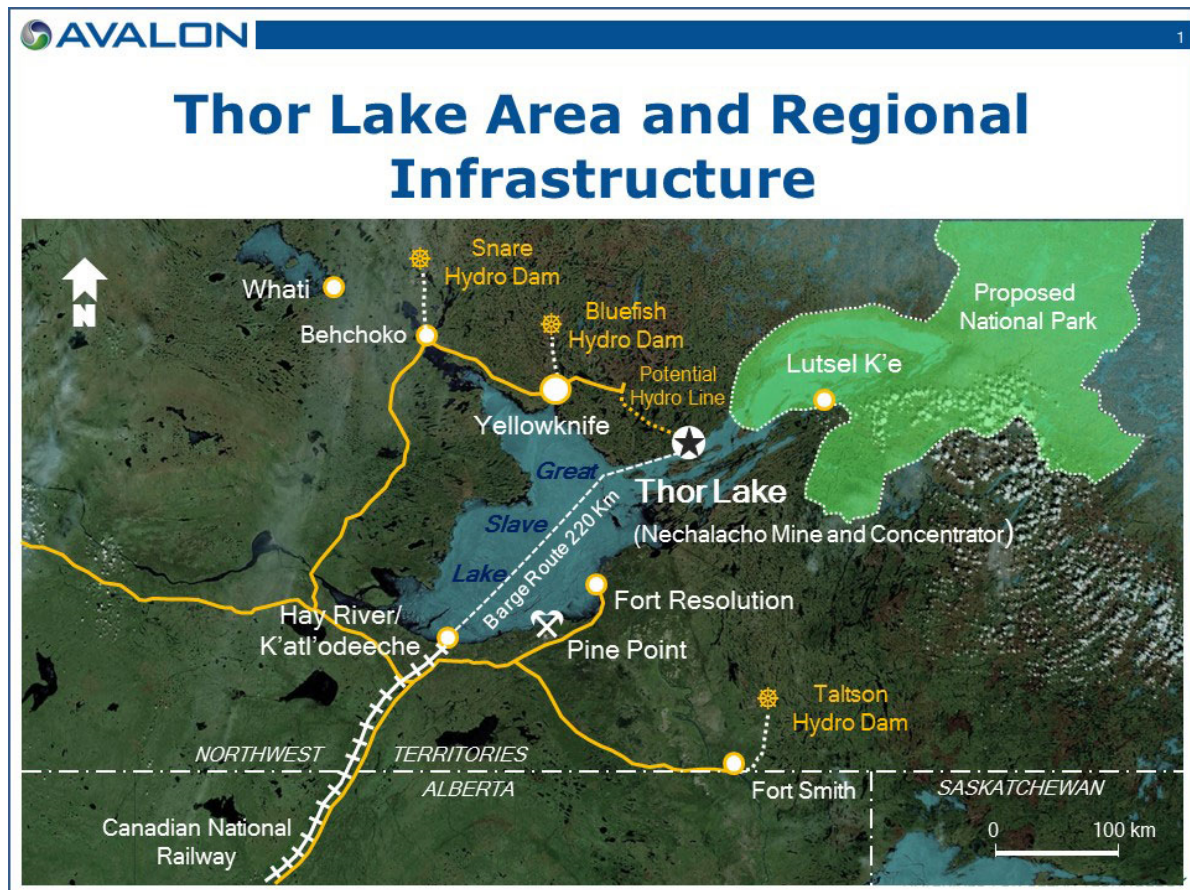 AVALON
1
Thor Lake Area and Regional
Infrastructure
N
Snare
Hydro Dam
Whati
Behchoko
Bluefish
Hydro Dam
Proposed
National Park
Lutsel K'e
Potential
Hydro Line
Yellowknife
Great
Slave
Lake
Thor Lake
(Nechalacho Mine and Concentrator)
Barge Route 220 Km
Hay River/
K'atl'odeeche
Fort Resolution
Pine Point
Taltson
Hydro Dam
NORTHWEST TERRITORIES
ALBERTA
Fort Smith
SASKATCHEWAN
Canadian National
Railway
0 100 km